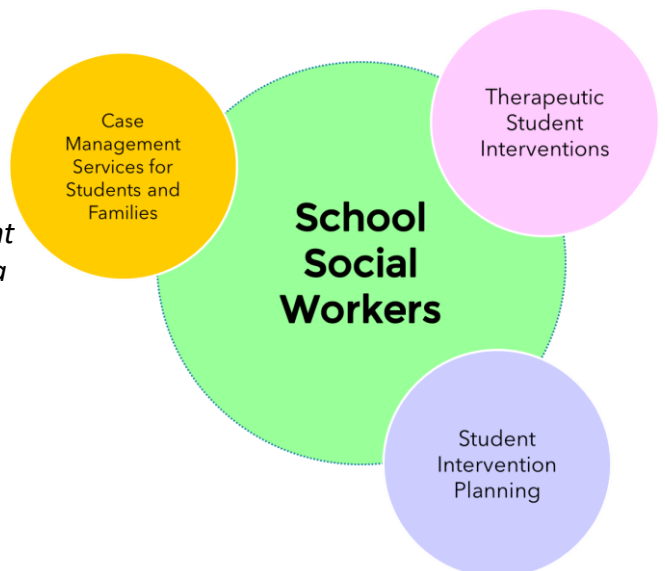 Case
Management
Services for
Students and
Families
Therapeutic
Student
Interventions
School
Social
Workers
Student
Intervention
Planning